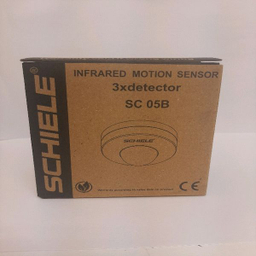 SCHIELE
INFRARED MOTION SENSOR
3xdetector
SC 05B
SCHIELE
CE